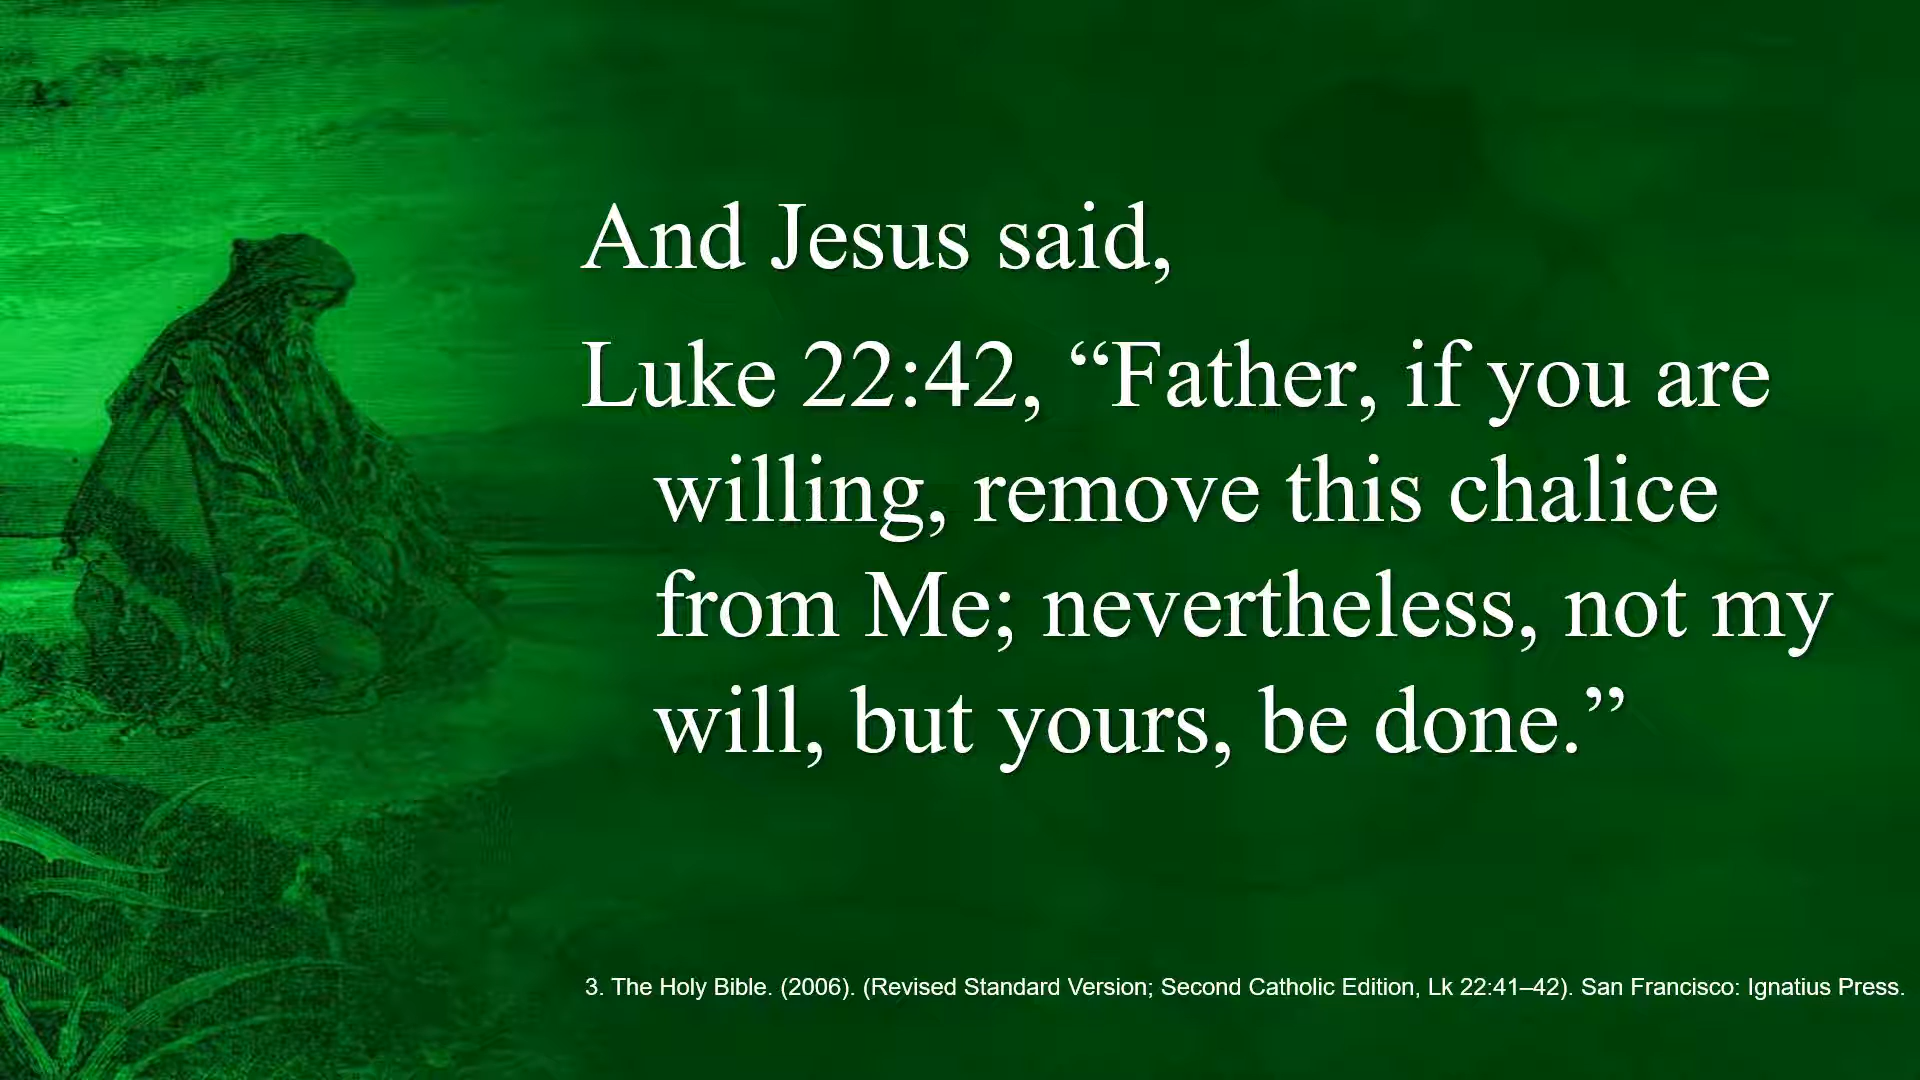 And Jesus said,
Luke 22:42, “Father, if you are
willing, remove this chalice
from Me; nevertheless, not my
will, but yours, be done.”
3. The Holy Bible. (2006). (Revised Standard Version; Second Catholic Edition, Lk 22:41–42). San Francisco: Ignatius Press.